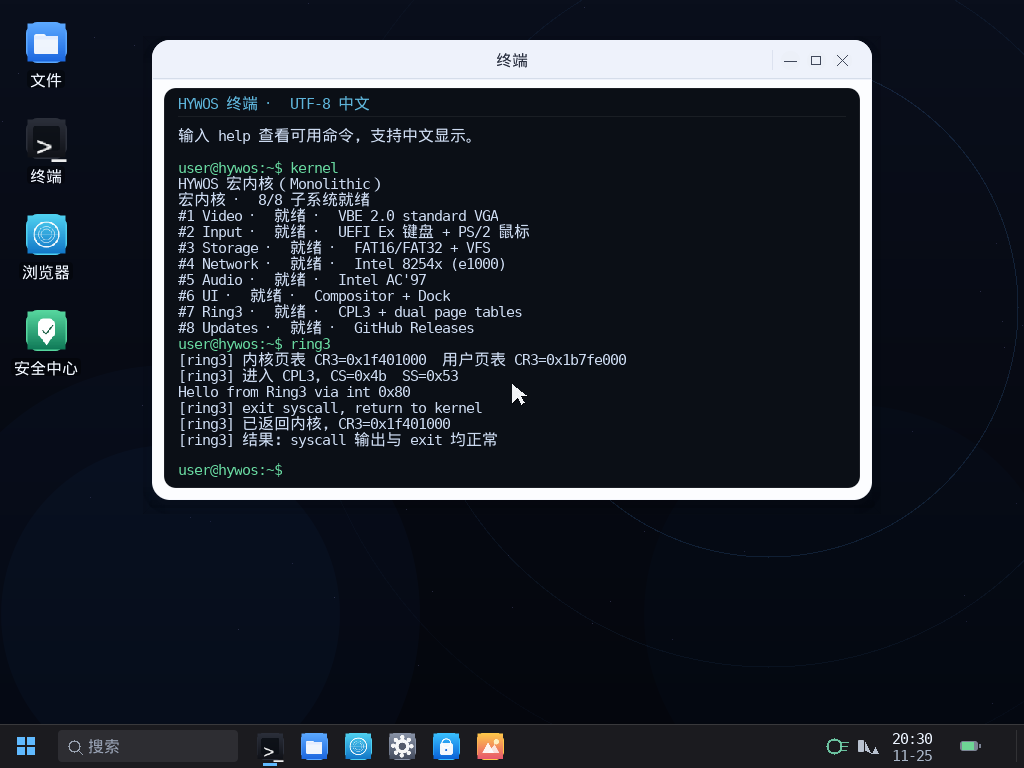 文件
终端
浏览器
安全中心
终端
HYWOS 终端 · UTF-8 中文
输入 help 查看可用命令，支持中文显示。
user@hywos:~$ kernel
HYWOS 宏内核（Monolithic）
宏内核 · 8/8 子系统就绪
#1 Video · 就绪 · VBE 2.0 standard VGA
#2 Input · 就绪 · UEFI Ex 键盘 + PS/2 鼠标
#3 Storage · 就绪 · FAT16/FAT32 + VFS
#4 Network · 就绪 · Intel 8254x (e1000)
#5 Audio · 就绪 · Intel AC'97
#6 UI · 就绪 · Compositor + Dock
#7 Ring3 · 就绪 · CPL3 + dual page tables
#8 Updates · 就绪 · GitHub Releases
user@hywos:~$ ring3
[ring3] 内核页表 CR3=0x1f401000 用户页表 CR3=0x1b7fe000
[ring3] 进入 CPL3，CS=0x4b SS=0x53
Hello from Ring3 via int 0x80
[ring3] exit syscall, return to kernel
[ring3] 已返回内核，CR3=0x1f401000
[ring3] 结果：syscall 输出与 exit 均正常
user@hywos:~$
搜索
20:30
11-25